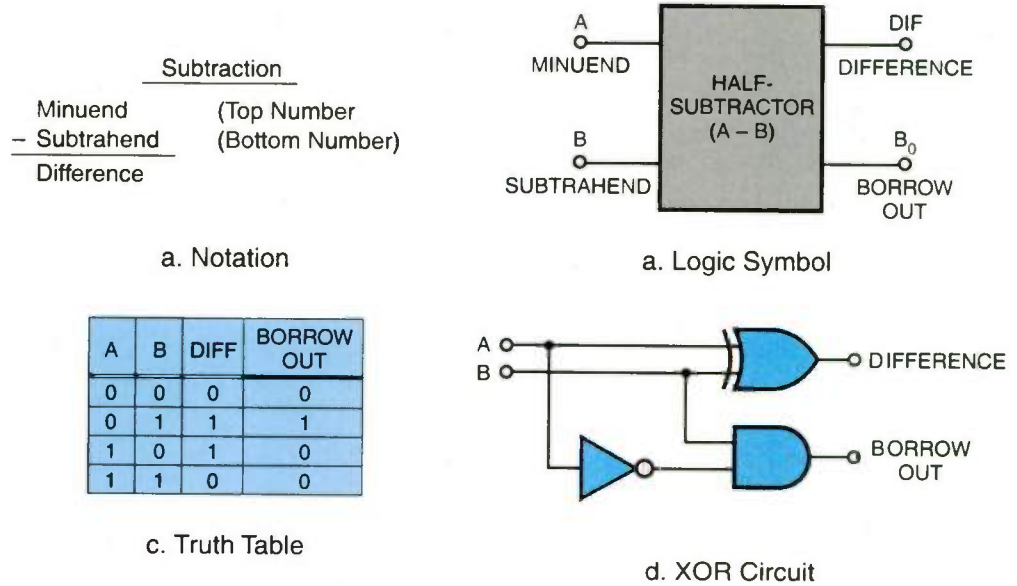 Subtraction
Minuend (Top Number
– Subtrahend (Bottom Number)
Difference
a. Notation
A DIF
MINUEND DIFFERENCE
HALF-
SUBTRACTOR
(A – B)
B B₀
SUBTRAHEND BORROW
OUT
a. Logic Symbol
A B DIFF BORROW
OUT
0 0 0 0
0 1 1 1
1 0 1 0
1 1 0 0
c. Truth Table
A DIFFERENCE
B
BORROW
OUT
d. XOR Circuit